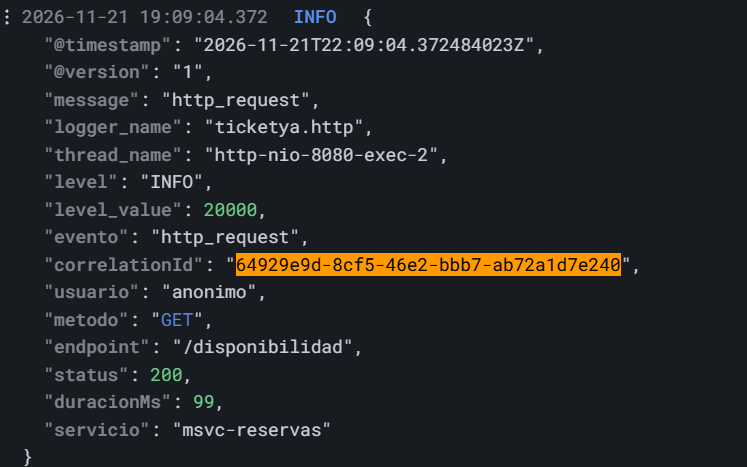 2026-11-21 19:09:04.372 INFO {
"@timestamp": "2026-11-21T22:09:04.372484023Z",
"@version": "1",
"message": "http_request",
"logger_name": "ticketya.http",
"thread_name": "http-nio-8080-exec-2",
"level": "INFO",
"level_value": 20000,
"evento": "http_request",
"correlationId": "64929e9d-8cf5-46e2-bbb7-ab72a1d7e240",
"usuario": "anonimo",
"metodo": "GET",
"endpoint": "/disponibilidad",
"status": 200,
"duracionMs": 99,
"servicio": "msvc-reservas"
}